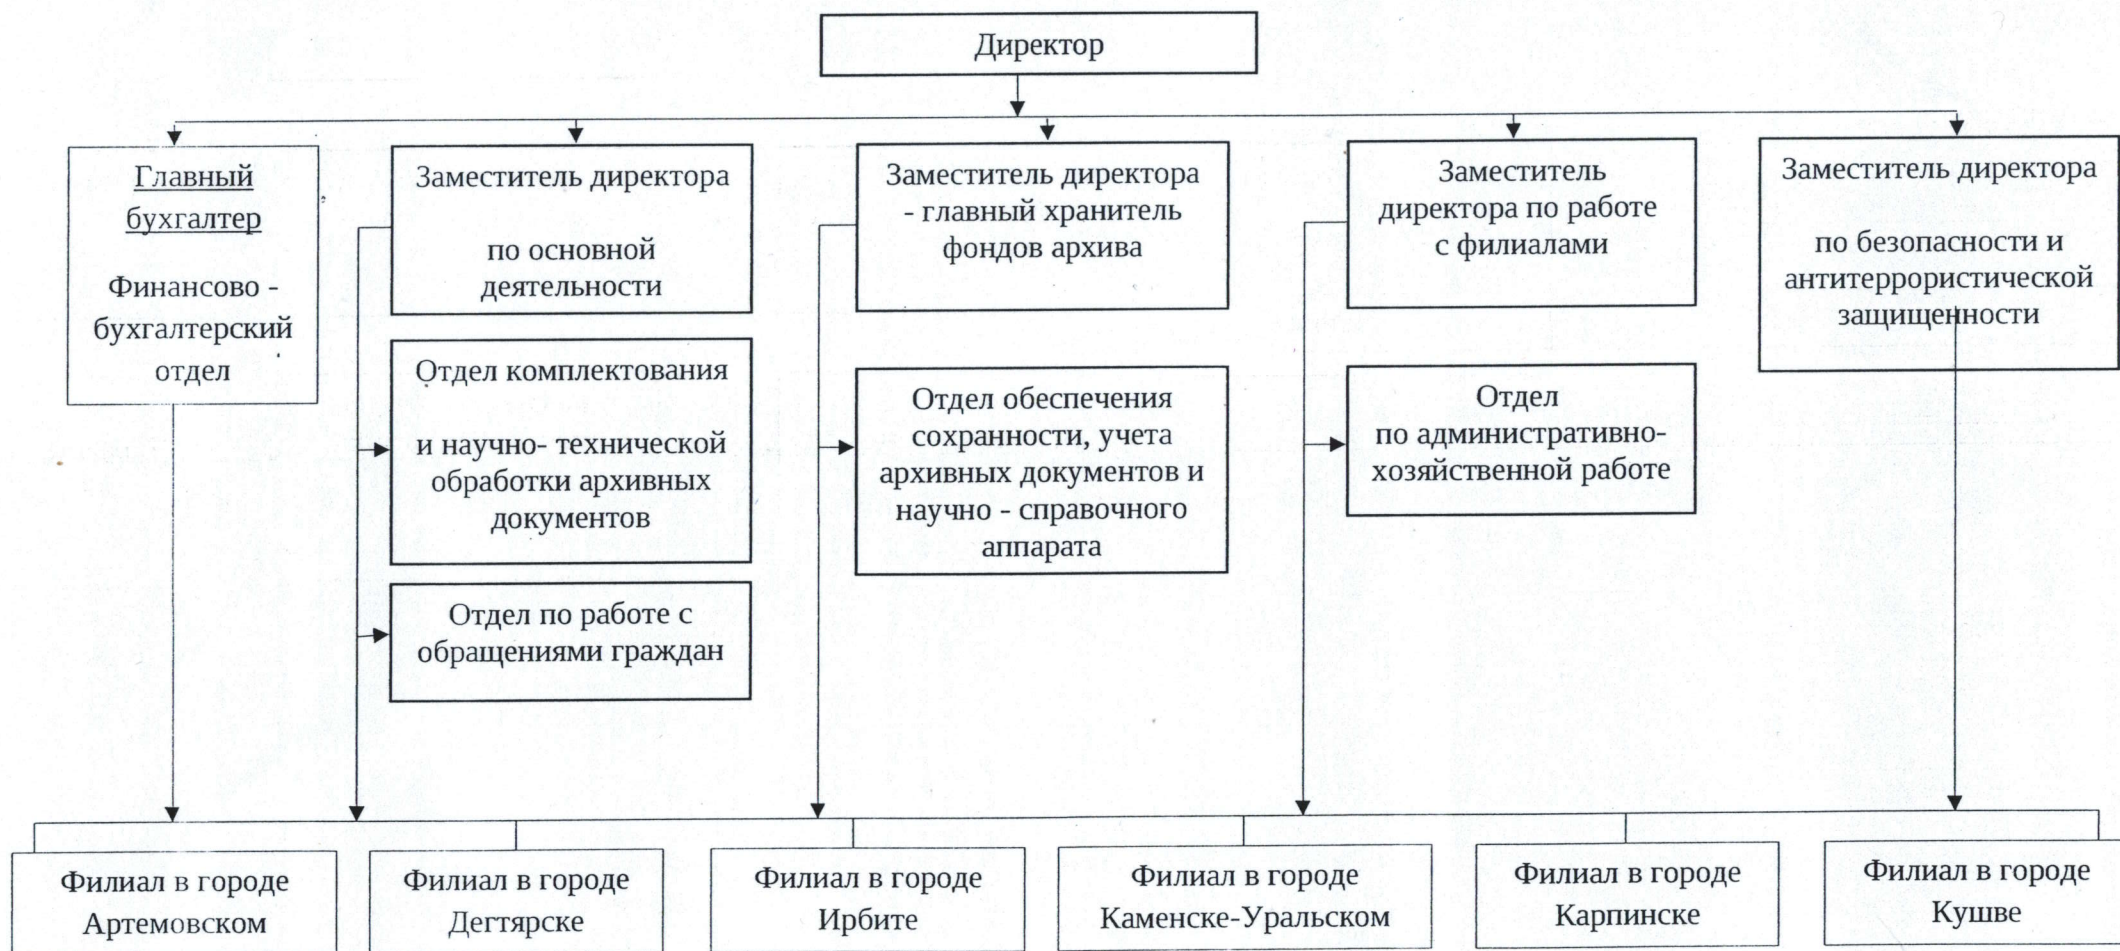 Директор
Главный
бухгалтер
Финансово -
бухгалтерский
отдел
Заместитель директора
по основной
деятельности
Заместитель директора
- главный хранитель
фондов архива
Заместитель
директора по работе
с филиалами
Заместитель директора
по безопасности и
антитеррористической
защищенности
Отдел комплектования
и научно- технической
обработки архивных
документов
Отдел обеспечения
сохранности, учета
архивных документов и
научно - справочного
аппарата
Отдел
по административно-
хозяйственной работе
Отдел по работе с
обращениями граждан
Филиал в городе
Артемовском
Филиал в городе
Дегтярске
Филиал в городе
Ирбите
Филиал в городе
Каменске-Уральском
Филиал в городе
Карпинске
Филиал в городе
Кушве